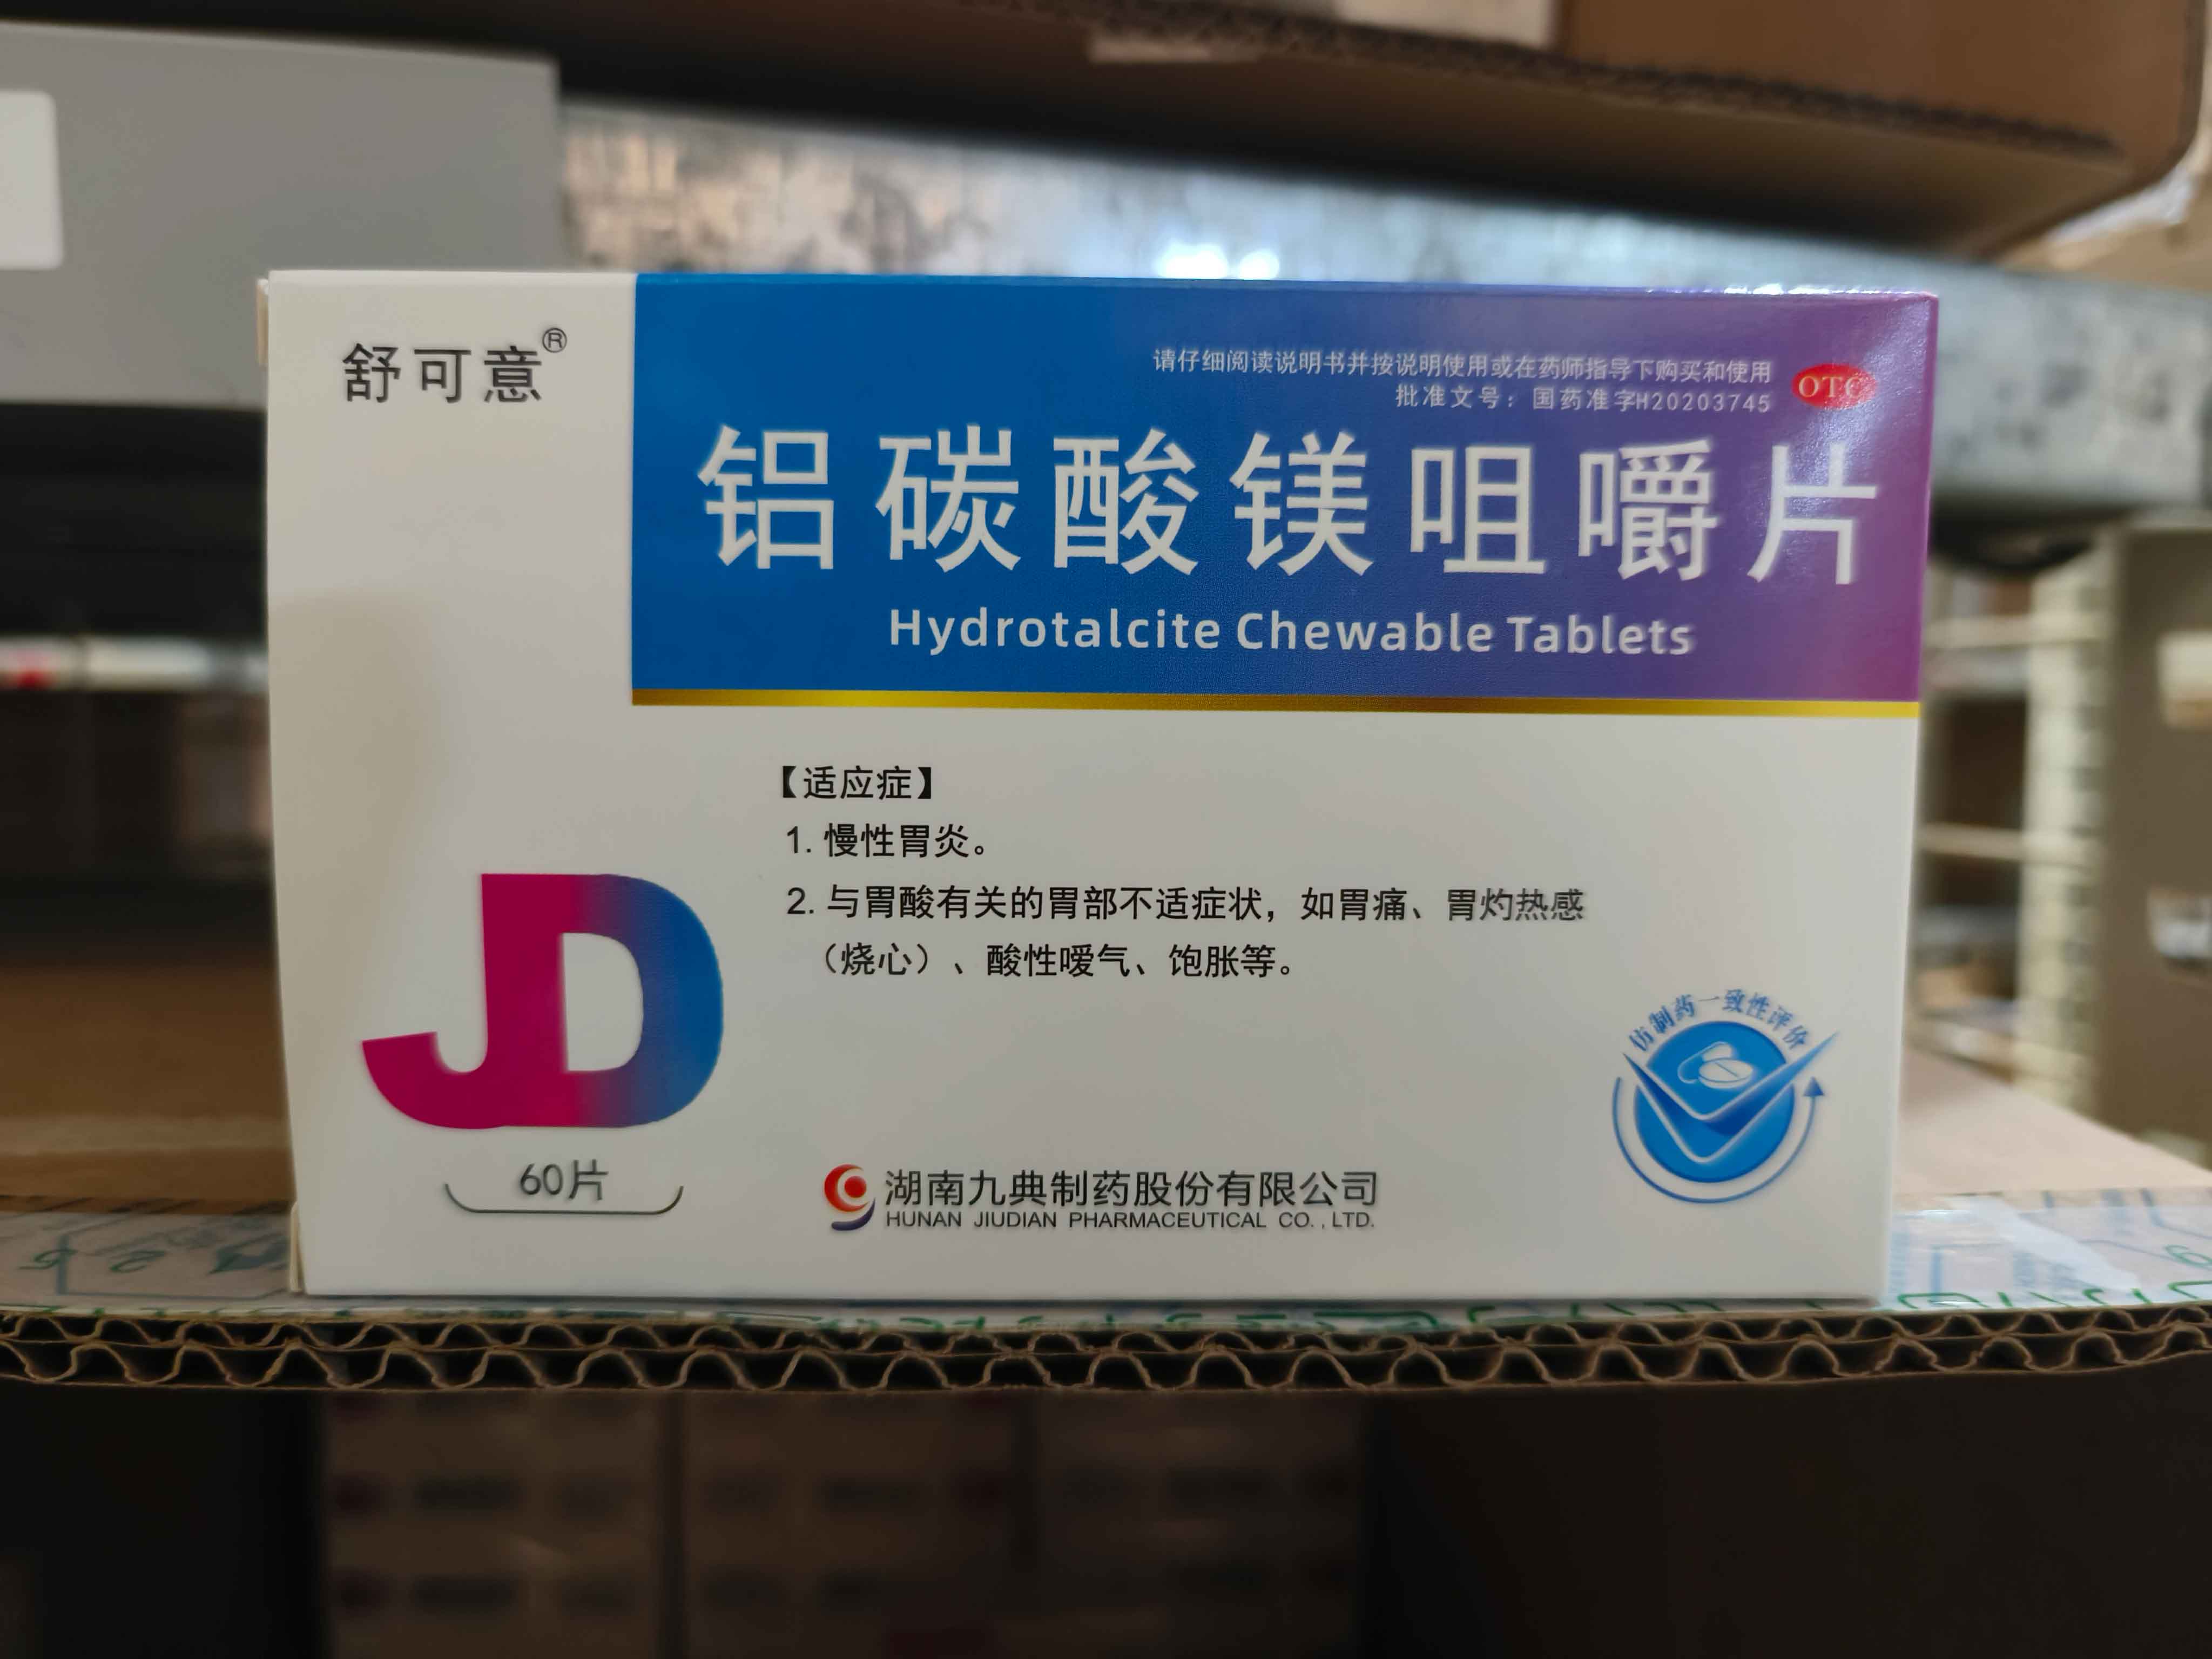 舒可意®
请仔细阅读说明书并按说明使用或在药师指导下购买和使用
批准文号：国药准字H20203745
OTC
铝碳酸镁咀嚼片
Hydrotalcite Chewable Tablets
【适应症】
1. 慢性胃炎。
2. 与胃酸有关的胃部不适症状，如胃痛、胃灼热感
（烧心）、酸性嗳气、饱胀等。
JD
60片
仿制药一致性评价
湖南九典制药股份有限公司
HUNAN JIUDIAN PHARMACEUTICAL CO.,LTD.